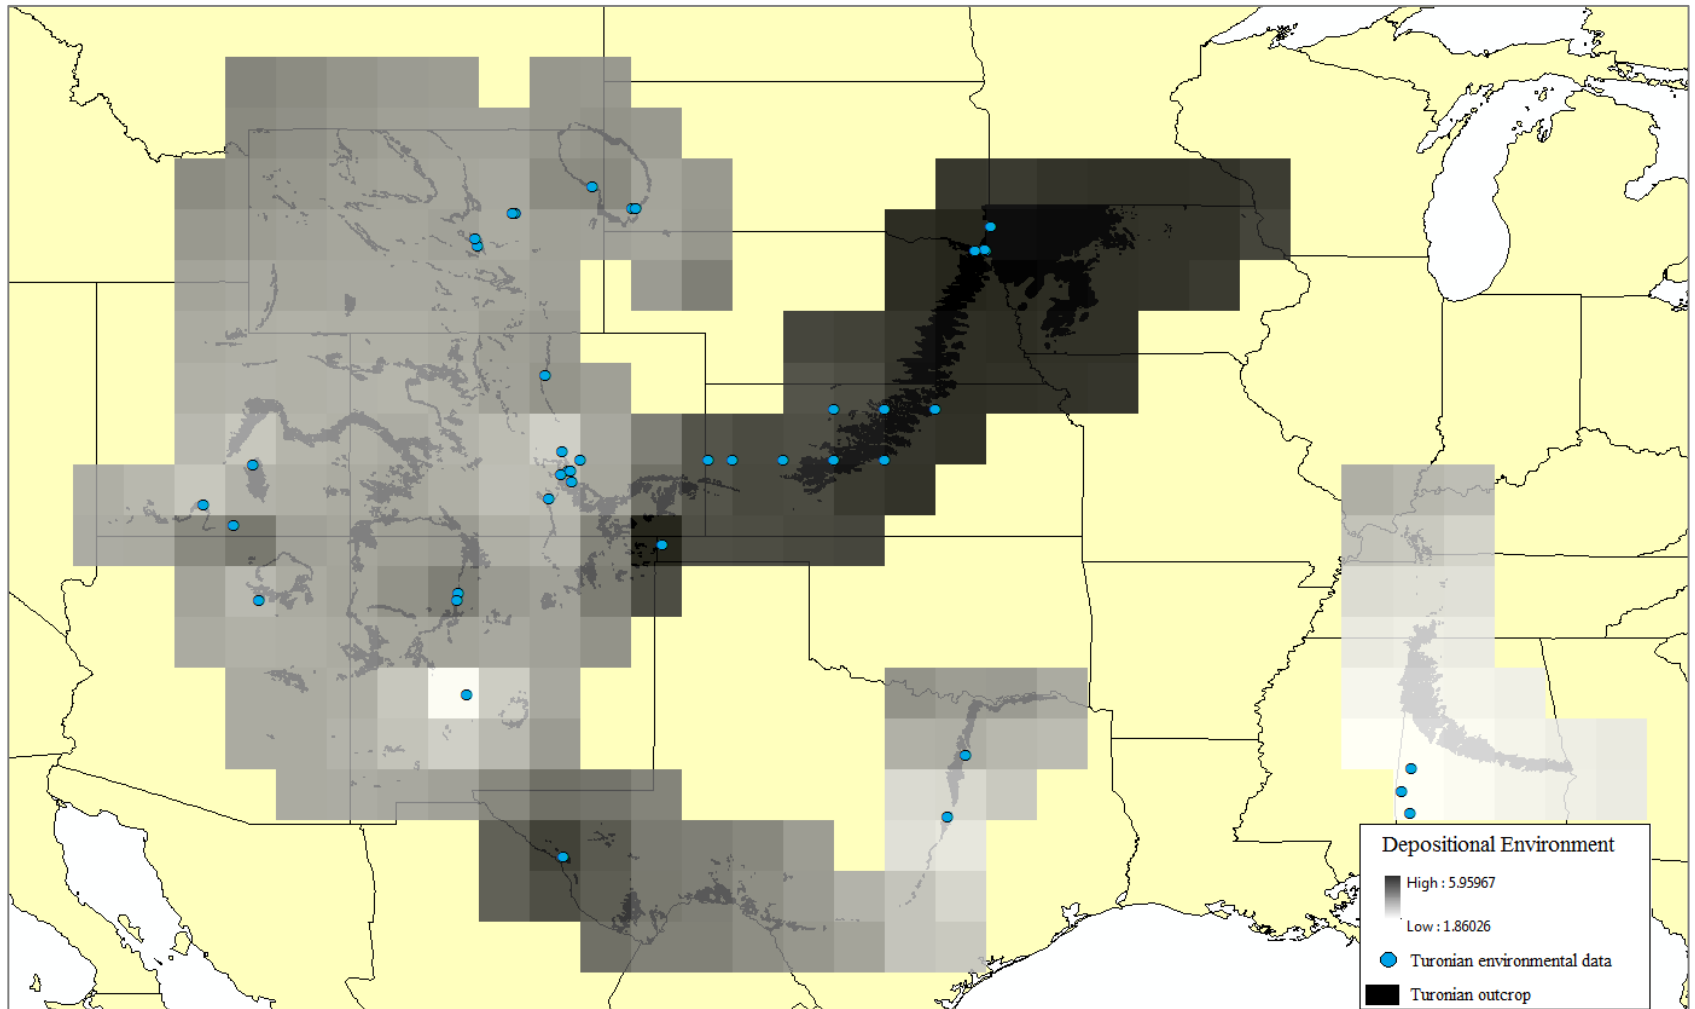 Depositional Environment
High : 5.95967
Low : 1.86026
Turonian environmental data
Turonian outcrop